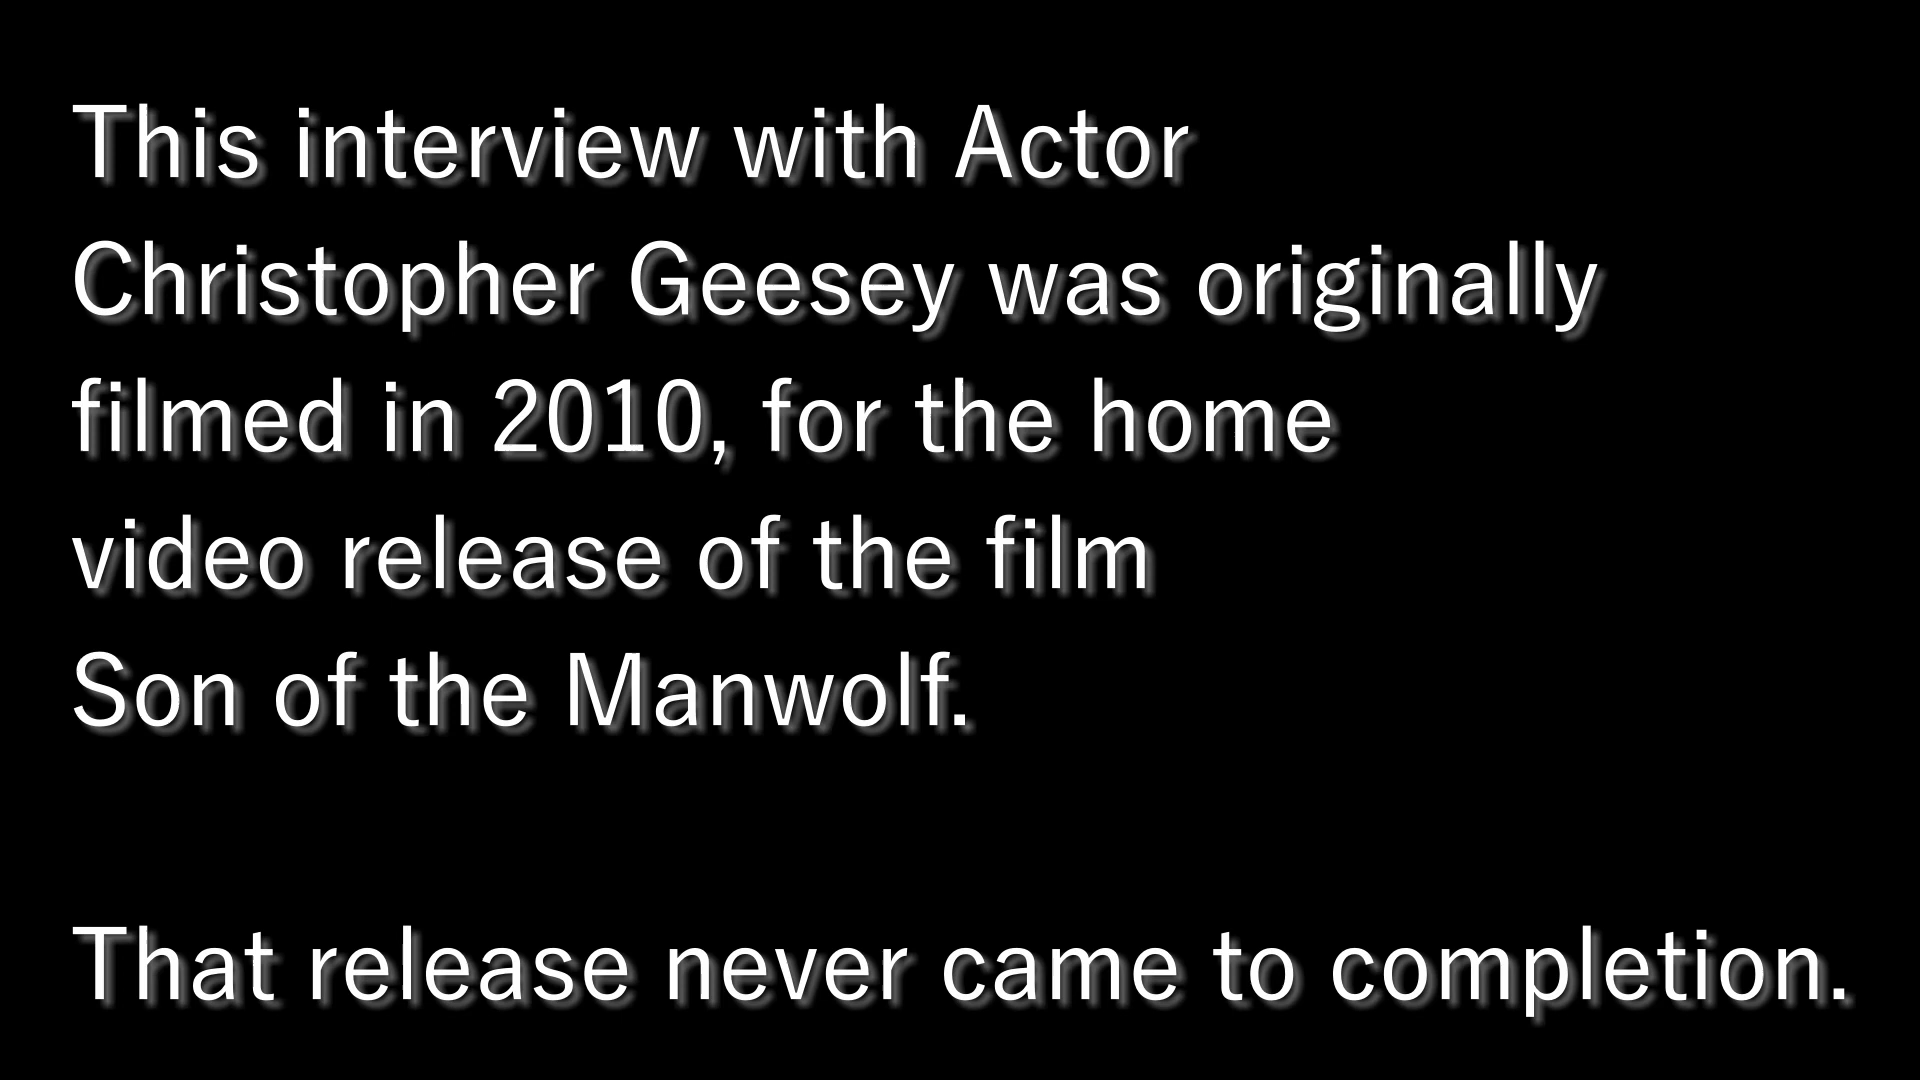 This interview with Actor
Christopher Geesey was originally
filmed in 2010, for the home
video release of the film
Son of the Manwolf.
That release never came to completion.